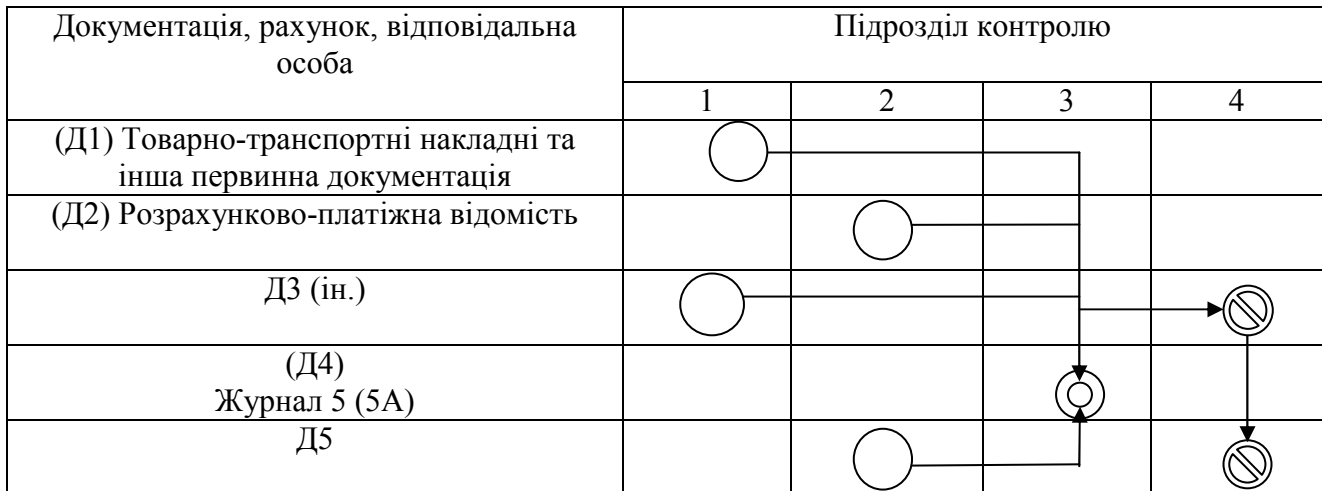 Документація, рахунок, відповідальна
особа
Підрозділ контролю
1 2 3 4
(Д1) Товарно-транспортні накладні та
інша первинна документація
(Д2) Розрахунково-платіжна відомість
Д3 (ін.)
(Д4)
Журнал 5 (5А)
Д5